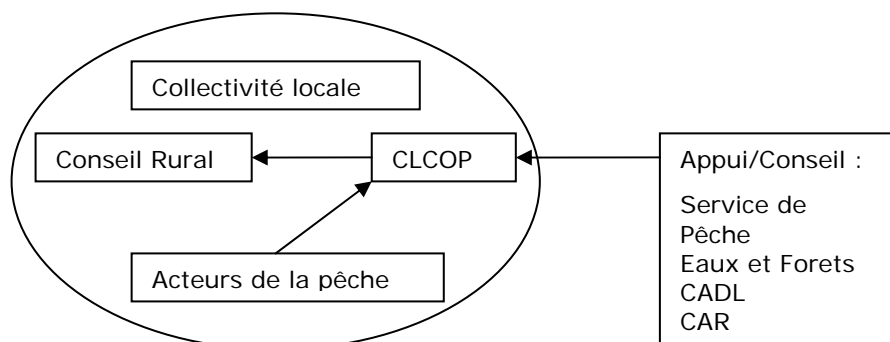 Collectivité locale
Conseil Rural
CLCOP
Acteurs de la pêche
Appui/Conseil :
Service de
Pêche
Eaux et Forets
CADL
CAR